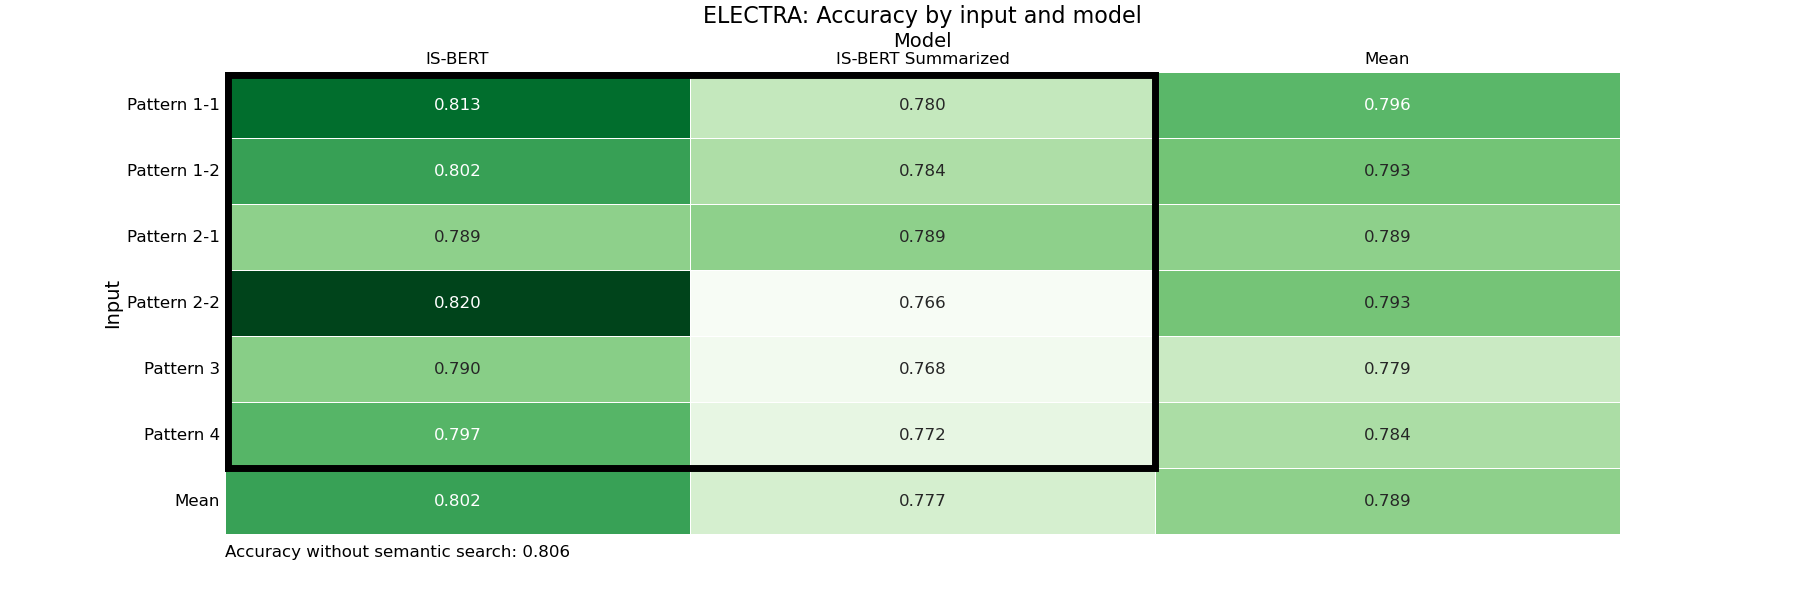 ELECTRA: Accuracy by input and model
Model
IS-BERT IS-BERT Summarized Mean
Pattern 1-1 0.813 0.780 0.796
Pattern 1-2 0.802 0.784 0.793
Pattern 2-1 0.789 0.789 0.789
Input
Pattern 2-2 0.820 0.766 0.793
Pattern 3 0.790 0.768 0.779
Pattern 4 0.797 0.772 0.784
Mean 0.802 0.777 0.789
Accuracy without semantic search: 0.806